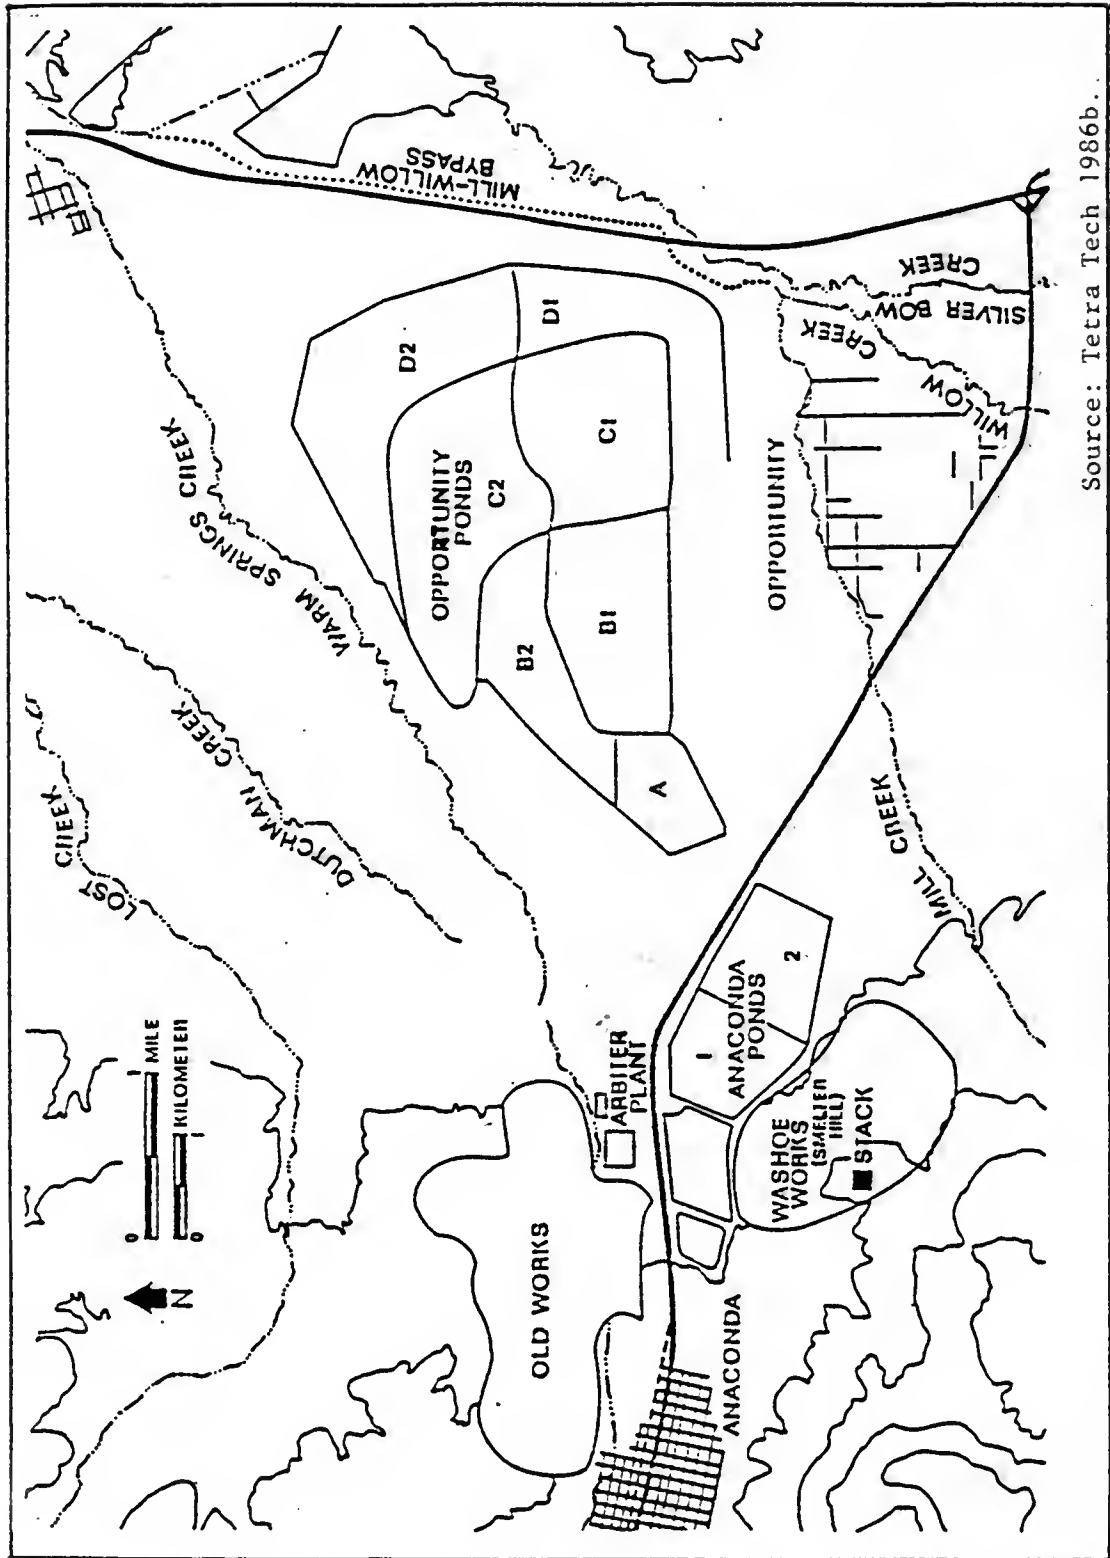 LOST CREEK
DUTCHMAN CREEK
WARM SPRINGS CREEK
0 1 MILE
0 1 KILOMETER
N
OLD WORKS
ARBITER
PLANT
ANACONDA
WASHOE
WORKS
(SMELTER
HILL)
STACK
1
ANACONDA
PONDS
2
MILL CREEK
A
B2
B1
OPPORTUNITY
PONDS
C2
C1
D2
D1
OPPORTUNITY
WILLOW CREEK
SILVER BOW CREEK
MILL-WILLOW
BYPASS
Source: Tetra Tech 1986b.